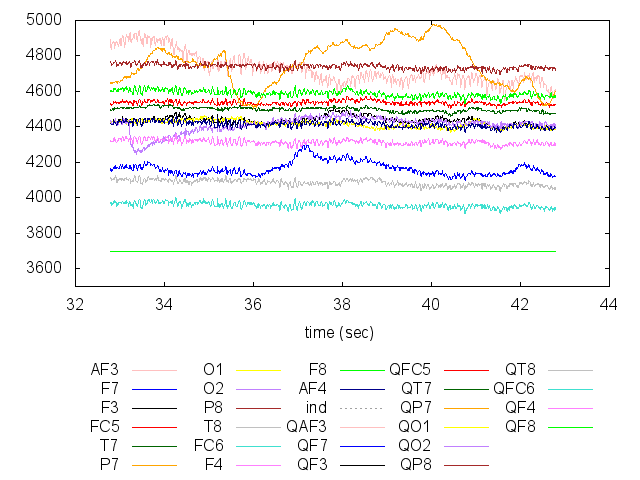 5000
4800
4600
4400
4200
4000
3800
3600
32 34 36 38 40 42 44
time (sec)
AF3 O1 F8 QFC5 QT8
F7 O2 AF4 QT7 QFC6
F3 P8 ind QP7 QF4
FC5 T8 QAF3 QO1 QF8
T7 FC6 QF7 QO2
P7 F4 QF3 QP8